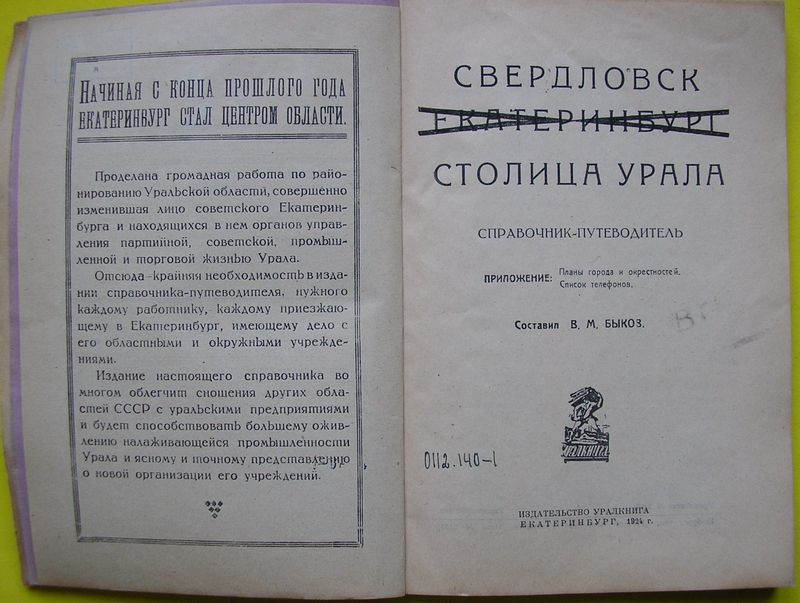 НАЧИНАЯ С КОНЦА ПРОШЛОГО ГОДА
ЕКАТЕРИНБУРГ СТАЛ ЦЕНТРОМ ОБЛАСТИ.
Проделана громадная работа по райо-
нированию Уральской области, совершенно
изменившая лицо советского Екатерин-
бурга и находящихся в нем органов управ-
ления партийной, советской, промыш-
ленной и торговой жизнью Урала.
Отсюда-крайняя необходимость в изда-
нии справочника-путеводителя, нужного
каждому работнику, каждому приезжаю-
щему в Екатеринбург, имеющему дело с
его областными и окружными учрежде-
ниями.
Издание настоящего справочника во
многом облегчит сношения других обла-
стей СССР с уральскими предприятиями
и будет способствовать большему ожив-
лению налаживающейся промышленности
Урала и ясному и точному представлению
о новой организации его учреждений.
СВЕРДЛОВСК
ЕКАТЕРИНБУРГ
СТОЛИЦА УРАЛА
СПРАВОЧНИК-ПУТЕВОДИТЕЛЬ
ПРИЛОЖЕНИЕ: Планы города и окрестностей.
Список телефонов.
Составил В. М. БЫКОВ.
УРАЛКНИГА
0112.140-1
ИЗДАТЕЛЬСТВО УРАЛКНИГА
ЕКАТЕРИНБУРГ, 1924 г.